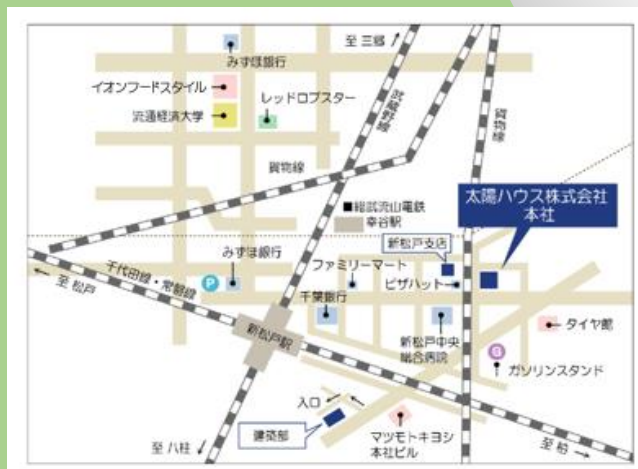 至 三郷
みずほ銀行
イオンフードスタイル
流通経済大学
レッドロブスター
武蔵野線
貨物線
貨物線
太陽ハウス株式会社
本社
■総武流山電鉄
幸谷駅
新松戸支店
みずほ銀行
ファミリーマート
ピザハット
千代田線・常磐線
至 松戸
P
千葉銀行
新松戸駅
新松戸中央
総合病院
タイヤ館
G
ガソリンスタンド
入口
建築部
マツモトキヨシ
本社ビル
至 八柱
至 柏